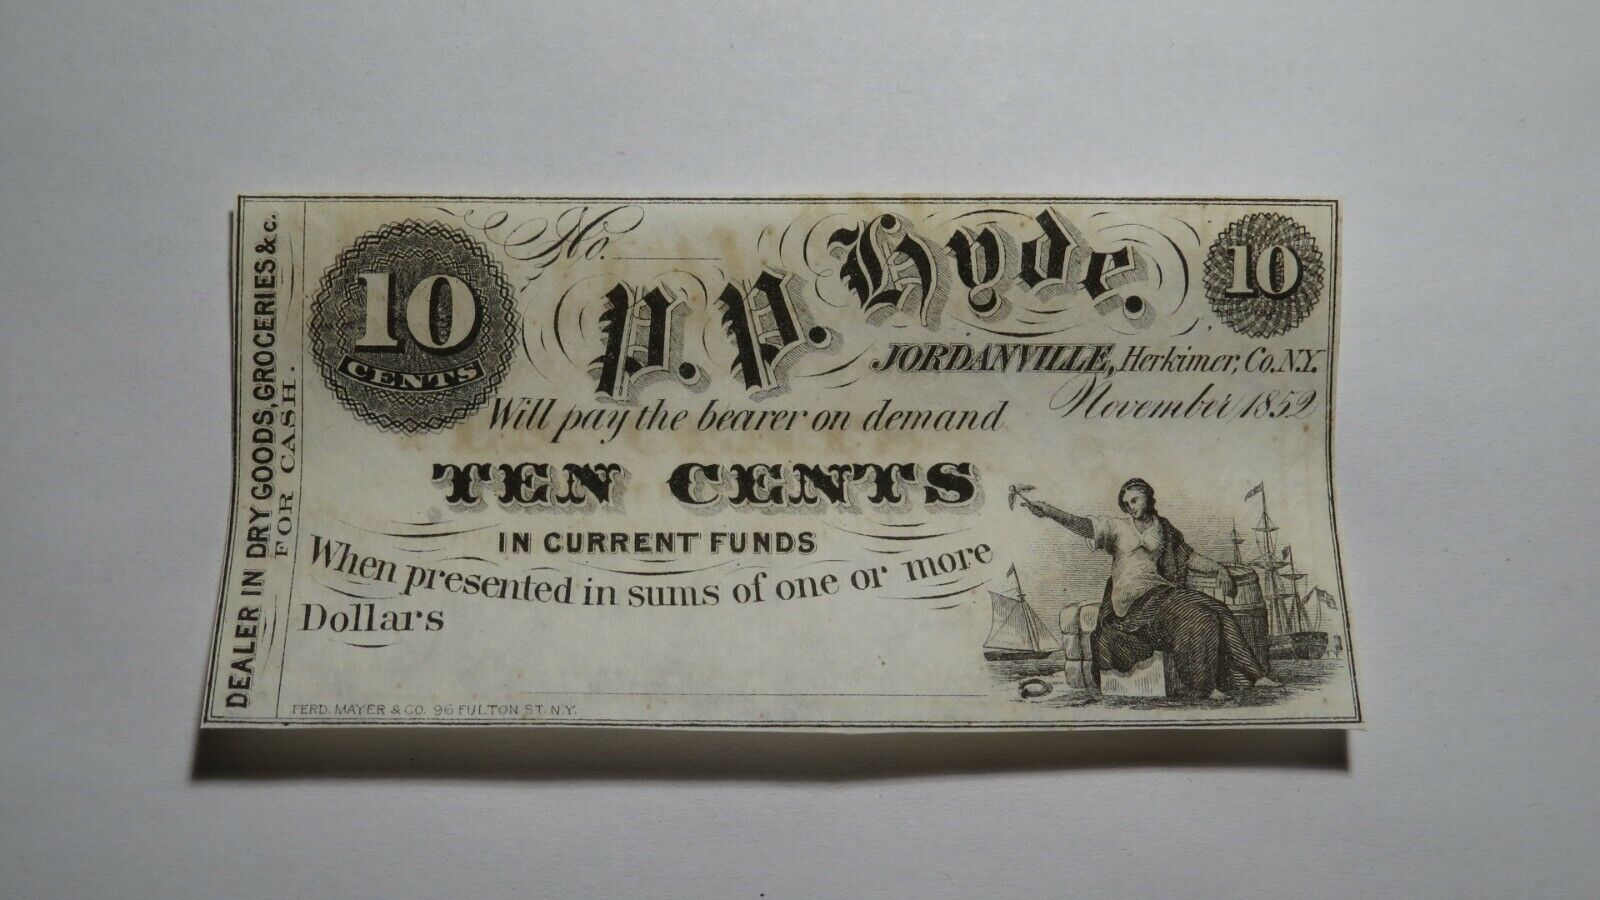 DEALER IN DRY GOODS, GROCERIES & c.
FOR CASH.
10
CENTS
No.
P. P. Hyde.
10
JORDANVILLE, Herkimer, Co. N.Y.
November 1852
Will pay the bearer on demand
TEN CENTS
IN CURRENT FUNDS
When presented in sums of one or more
Dollars
FERD. MAYER & CO. 96 FULTON ST. N.Y.